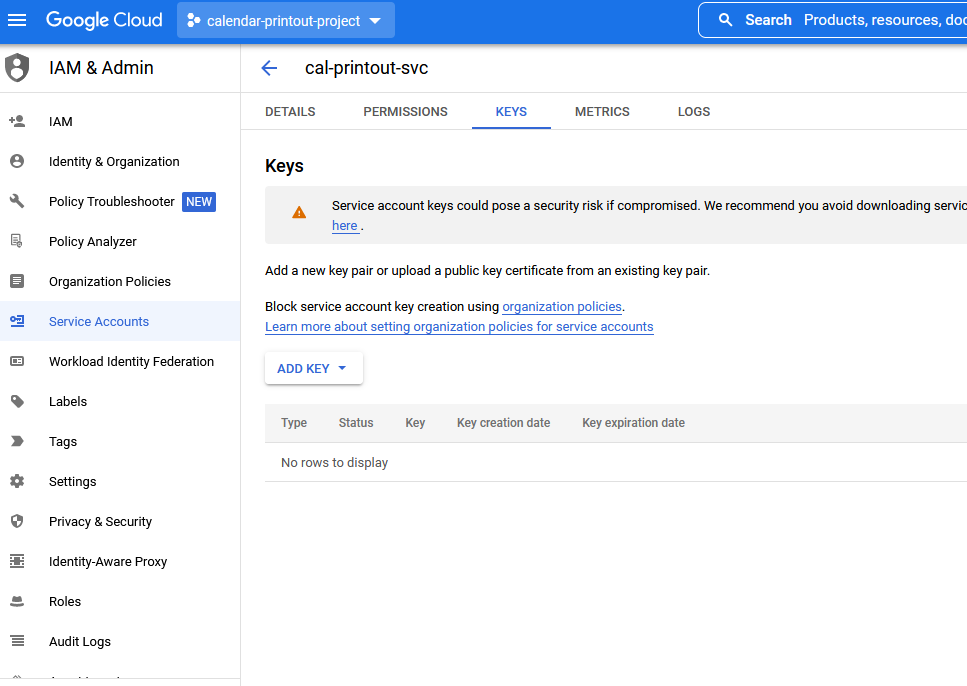 Google Cloud
calendar-printout-project
Search Products, resources, doc
IAM & Admin
cal-printout-svc
IAM
Identity & Organization
Policy Troubleshooter NEW
Policy Analyzer
Organization Policies
Service Accounts
Workload Identity Federation
Labels
Tags
Settings
Privacy & Security
Identity-Aware Proxy
Roles
Audit Logs
DETAILS PERMISSIONS KEYS METRICS LOGS
Keys
Service account keys could pose a security risk if compromised. We recommend you avoid downloading servic
here .
Add a new key pair or upload a public key certificate from an existing key pair.
Block service account key creation using organization policies.
Learn more about setting organization policies for service accounts
ADD KEY
Type Status Key Key creation date Key expiration date
No rows to display